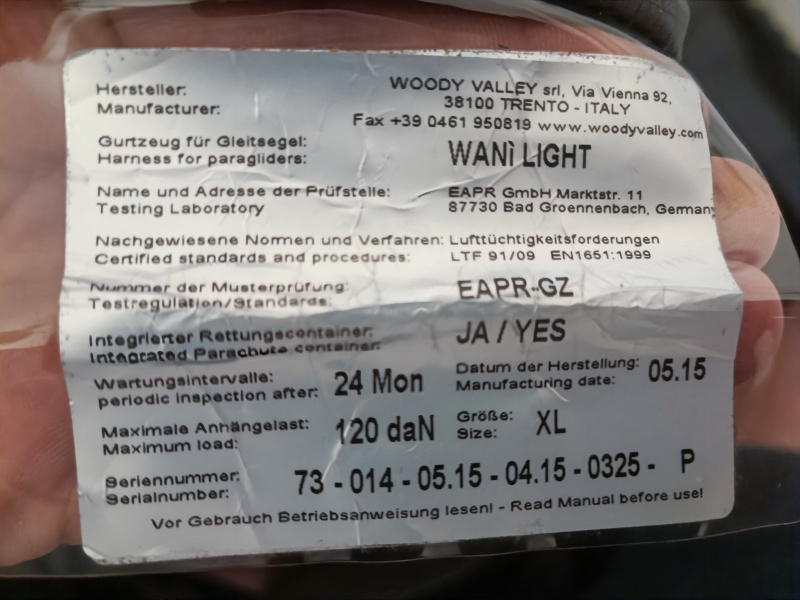 Hersteller: WOODY VALLEY srl, Via Vienna 92,
Manufacturer: 38100 TRENTO - ITALY
Fax +39 0461 950819 www.woodyvalley.com
Gurtzeug für Gleitsegel:
Harness for paragliders: WANì LIGHT
Name und Adresse der Prüfstelle: EAPR GmbH Marktstr. 11
Testing Laboratory 87730 Bad Groennenbach, German
Nachgewiesene Normen und Verfahren: Lufttüchtigkeitsforderungen
Certified standards and procedures: LTF 91/09 EN1651:1999
Nummer der Musterprüfung: EAPR-GZ
Testregulation/Standards:
Integrierter Rettungscontainer: JA / YES
Integrated Parachute container:
Wartungsintervalle: 24 Mon Datum der Herstellung: 05.15
periodic inspection after: Manufacturing date:
Maximale Anhängelast: 120 daN Größe: XL
Maximum load: Size:
Seriennummer: 73 - 014 - 05.15 - 04.15 - 0325 - P
Serialnumber:
Vor Gebrauch Betriebsanweisung lesen! - Read Manual before use!